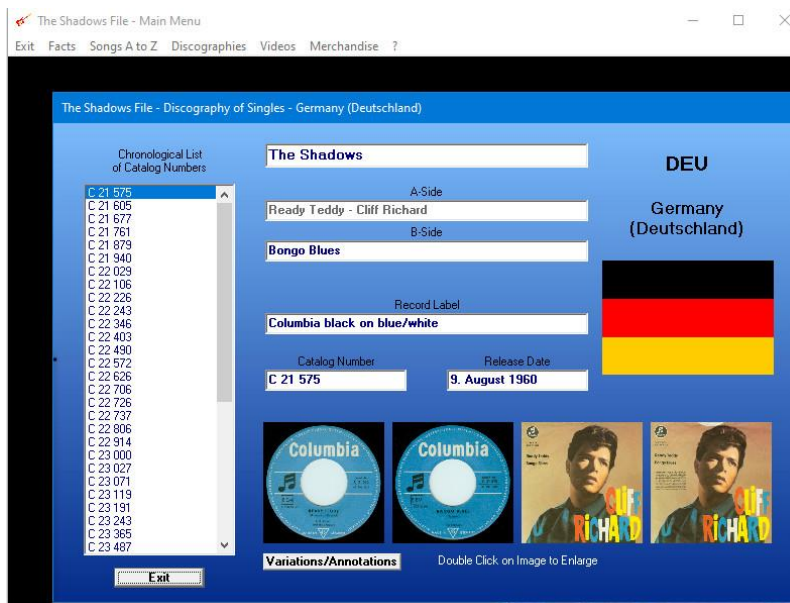 The Shadows File - Main Menu
Exit Facts Songs A to Z Discographies Videos Merchandise ?
The Shadows File - Discography of Singles - Germany (Deutschland)
Chronological List
of Catalog Numbers
C 21 575
C 21 605
C 21 677
C 21 761
C 21 879
C 21 940
C 22 029
C 22 106
C 22 226
C 22 243
C 22 346
C 22 403
C 22 490
C 22 572
C 22 626
C 22 706
C 22 726
C 22 737
C 22 806
C 22 914
C 23 000
C 23 027
C 23 071
C 23 119
C 23 191
C 23 243
C 23 365
C 23 487
Exit
The Shadows
A-Side
Ready Teddy - Cliff Richard
B-Side
Bongo Blues
Record Label
Columbia black on blue/white
Catalog Number
C 21 575
Release Date
9. August 1960
DEU
Germany
(Deutschland)
Columbia
Columbia
CLIFF
RICHARD
CLIFF
RICHARD
Variations/Annotations
Double Click on Image to Enlarge